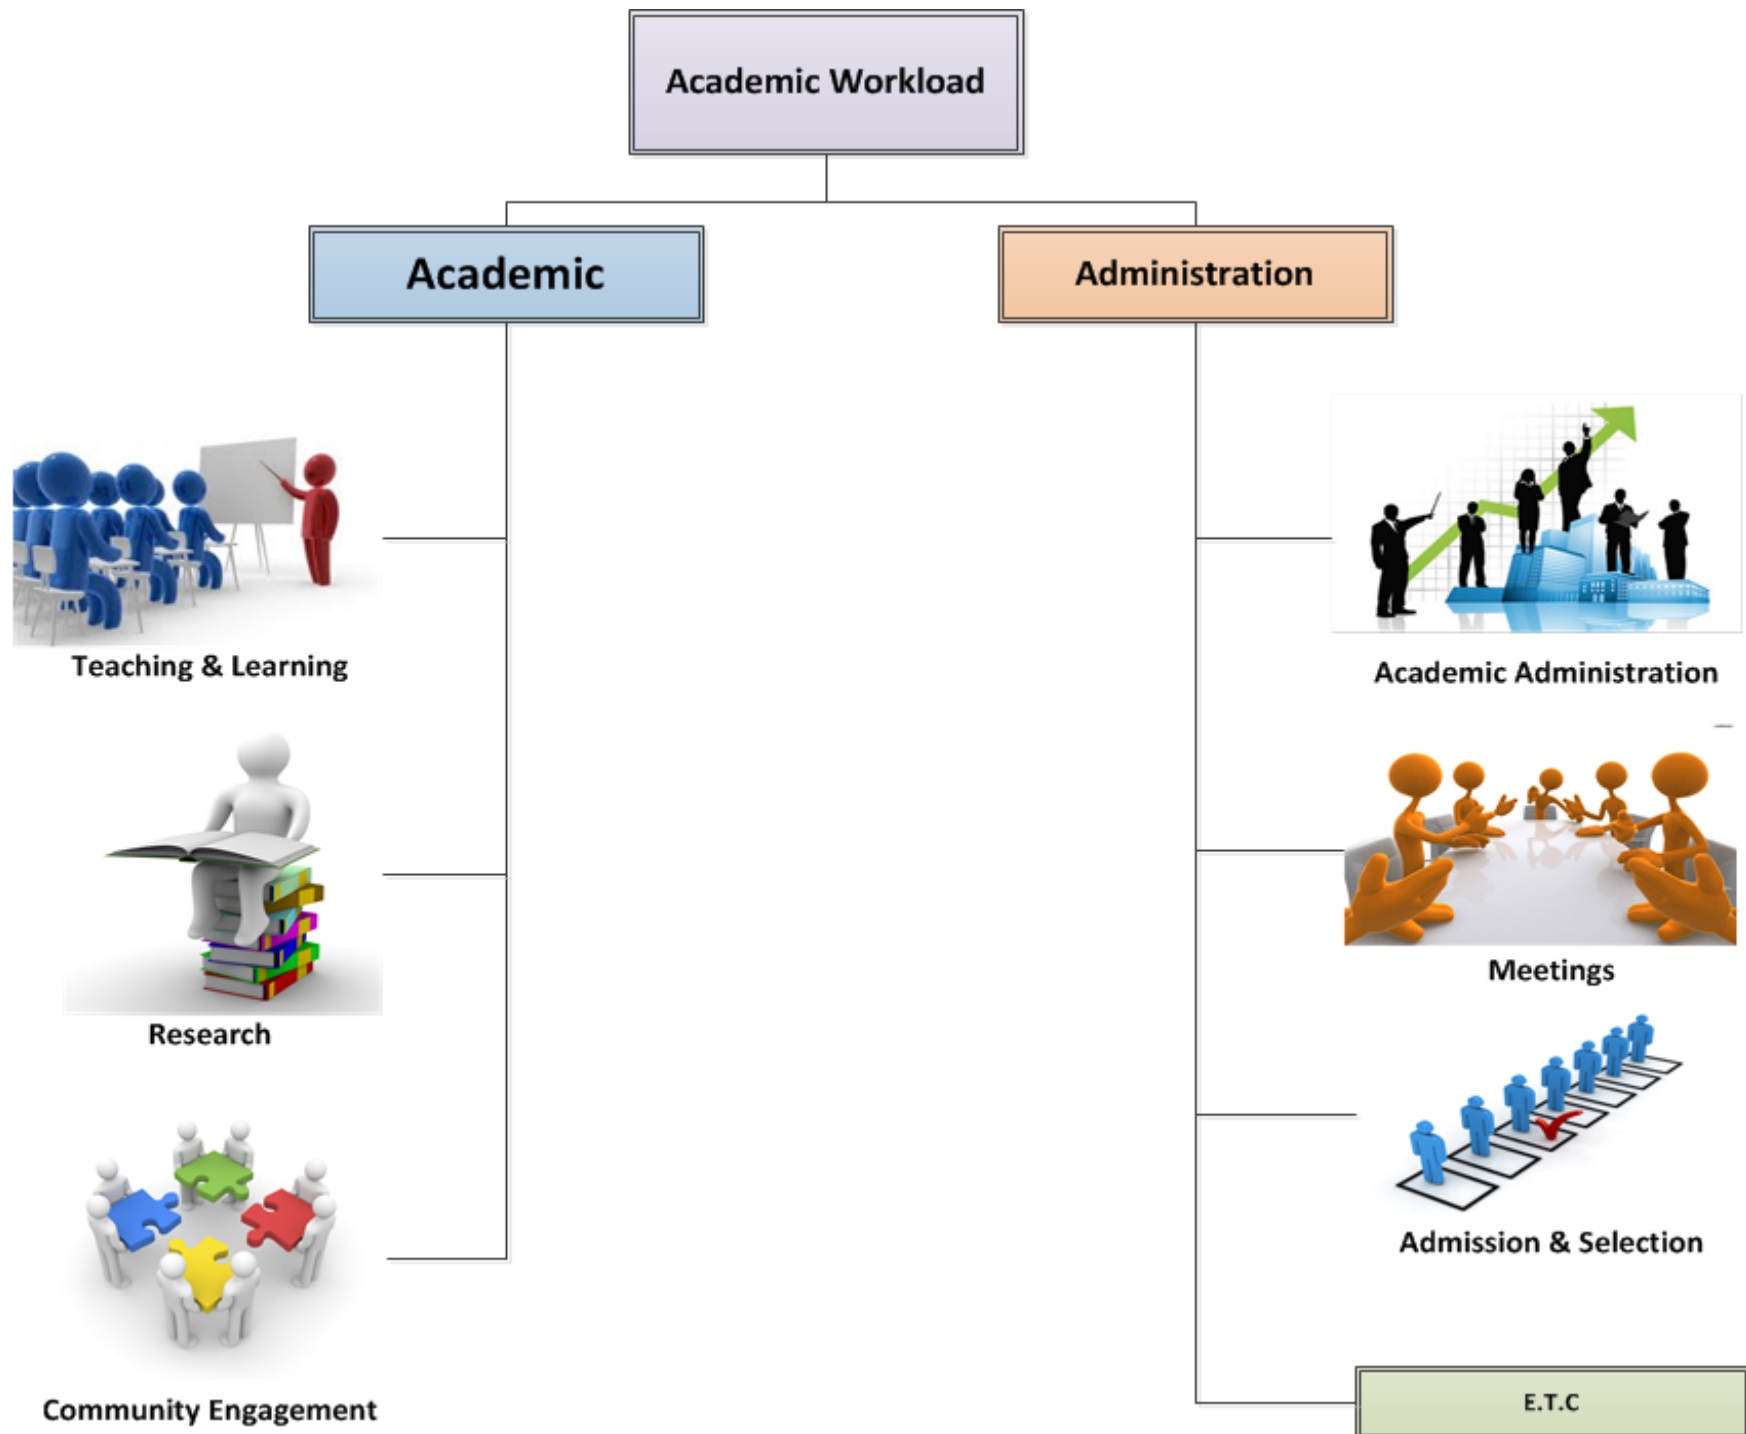 Academic Workload
Academic
Administration
Teaching & Learning
Research
Community Engagement
Academic Administration
Meetings
Admission & Selection
E.T.C